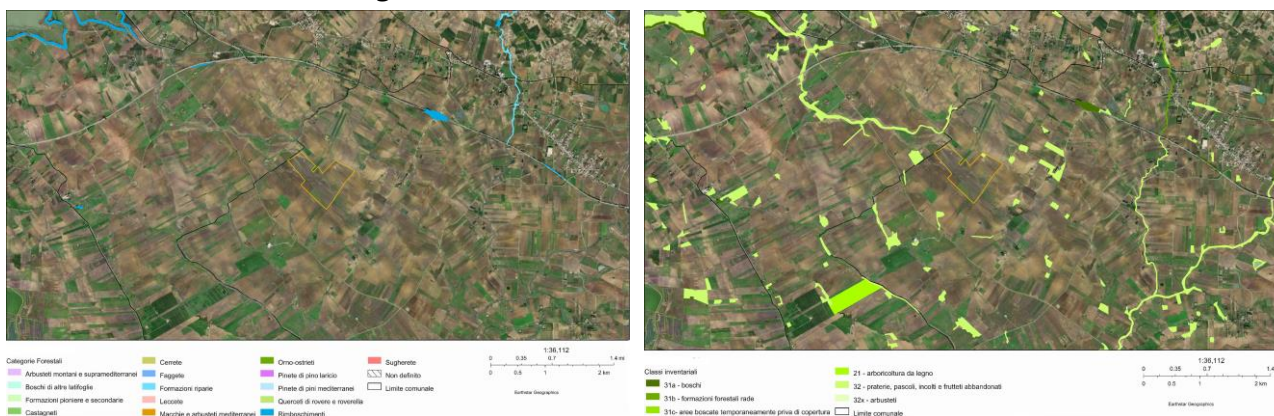 Categorie Forestali
Arbusteti montani e supramediterranei
Boschi di altre latifoglie
Formazioni pioniere e secondarie
Castagneti
Cerrete
Faggete
Formazioni riparie
Leccete
Macchie e arbusteti mediterranei
Orno-ostrieti
Pinete di pino laricio
Pinete di pini mediterranei
Querceti di rovere e roverella
Rimboschimenti
Sugherete
Non definito
Limite comunale
1:36,112
0 0.35 0.7 1.4 mi
0 1 2 km
Earthstar Geographics
Classi inventariali
31a - boschi
31b - formazioni forestali rade
31c- aree boscate temporaneamente priva di copertura
21 - arboricoltura da legno
32 - praterie, pascoli, incolti e frutteti abbandonati
32x - arbusteti
Limite comunale
1:36,112
0 0.35 0.7 1.4
0 1 2 km
Earthstar Geographics